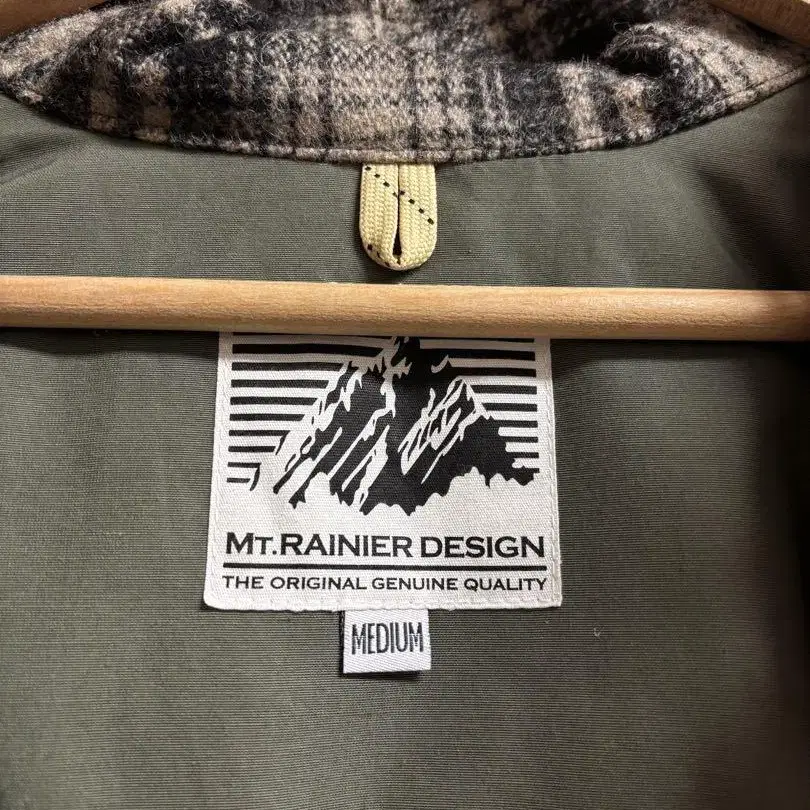 MT.RAINIER DESIGN
THE ORIGINAL GENUINE QUALITY
MEDIUM